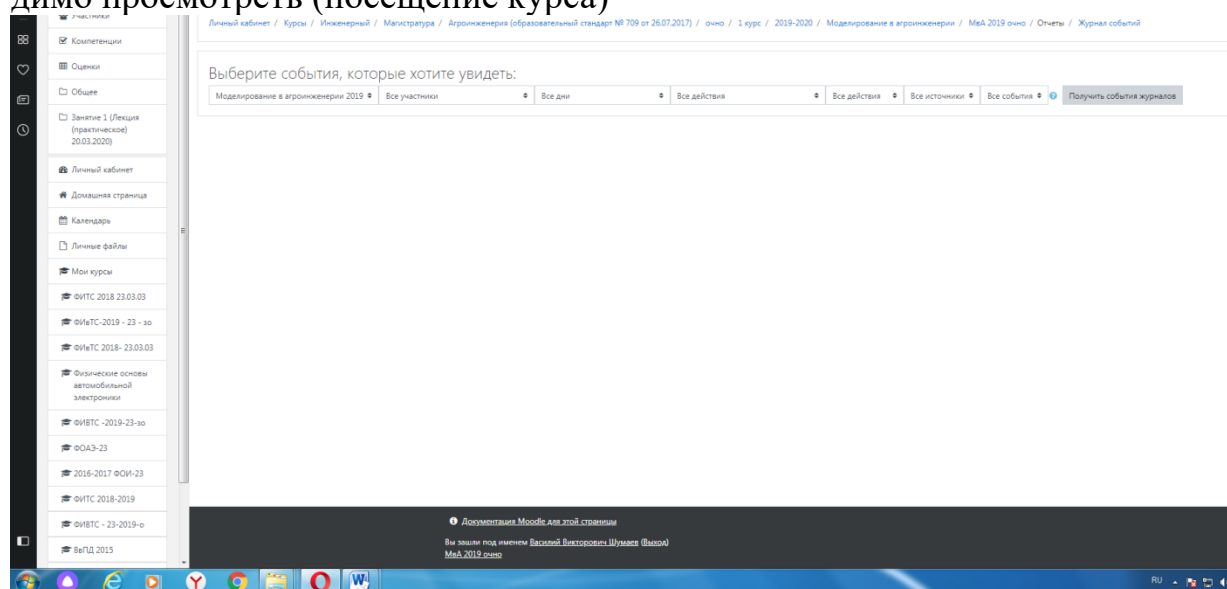 димо просмотреть (посещение курса)
Участники
Компетенции
Оценки
Общее
Занятие 1 (Лекция
(практическое)
20.03.2020)
Личный кабинет
Домашняя страница
Календарь
Личные файлы
Мои курсы
ФИТС 2018 23.03.03
ФИвТС-2019 - 23 - зо
ФИвТС 2018- 23.03.03
Физические основы
автомобильной
электроники
ФИВТС -2019-23-зо
ФОАЭ-23
2016-2017 ФОИ-23
ФИТС 2018-2019
ФИВТС - 23-2019-о
ВеПД 2015
Личный кабинет / Курсы / Инженерный / Магистратура / Агроинженерия (образовательный стандарт № 709 от 26.07.2017) / очно / 1 курс / 2019-2020 / Моделирование в агроинженерии / МвА 2019 очно / Отчеты / Журнал событий
Выберите события, которые хотите увидеть:
Моделирование в агроинженерии 2019 Все участники Все дни Все действия Все действия Все источники Все события Получить события журналов
Документация Moodle для этой страницы
Вы зашли под именем Василий Викторович Шумаев (Выход)
МвА 2019 очно
RU